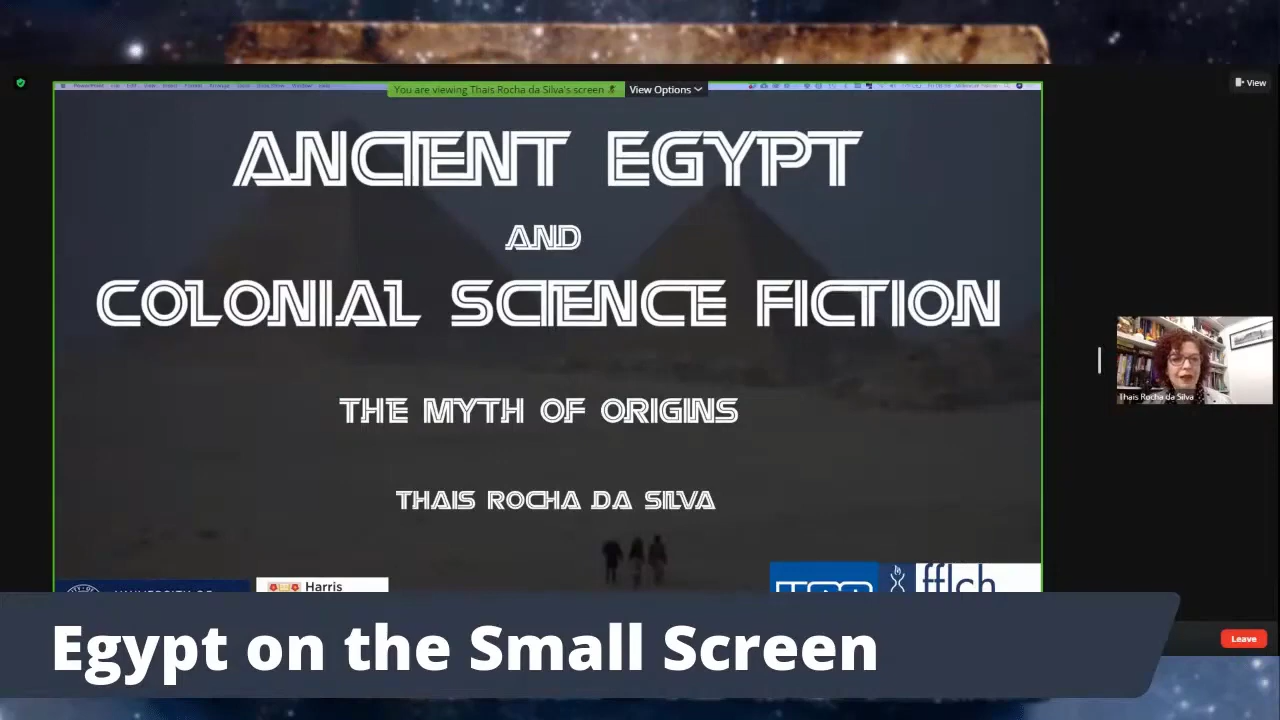 You are viewing Thais Rocha da Silva's screen
View Options
View
ANCIENT EGYPT
AND
COLONIAL SCIENCE FICTION
THE MYTH OF ORIGINS
THAIS ROCHA DA SILVA
Thais Rocha da Silva
Harris
fflch
Leave
Egypt on the Small Screen